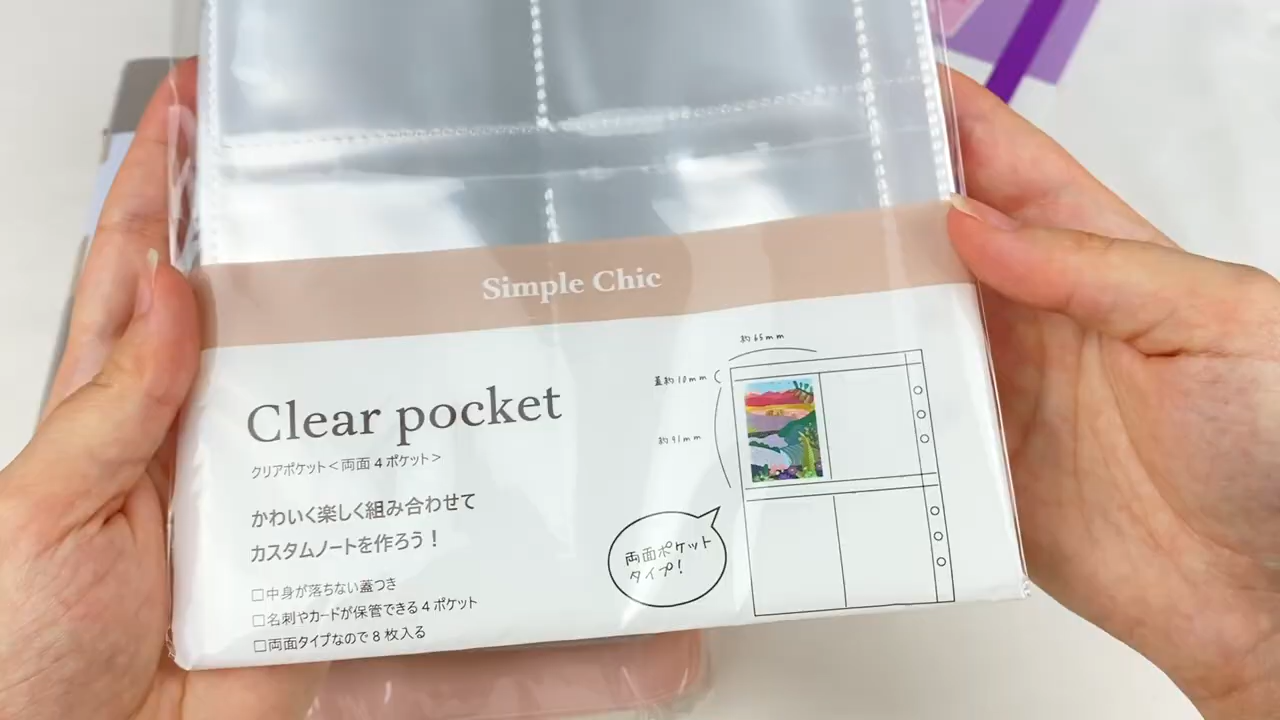 Simple Chic
Clear pocket
クリアポケット＜両面４ポケット＞
かわいく楽しく組み合わせて
カスタムノートを作ろう！
□中身が落ちない蓋つき
□名刺やカードが保管できる４ポケット
□両面タイプなので８枚入る
約65mm
蓋約10mm
約91mm
両面ポケット
タイプ！